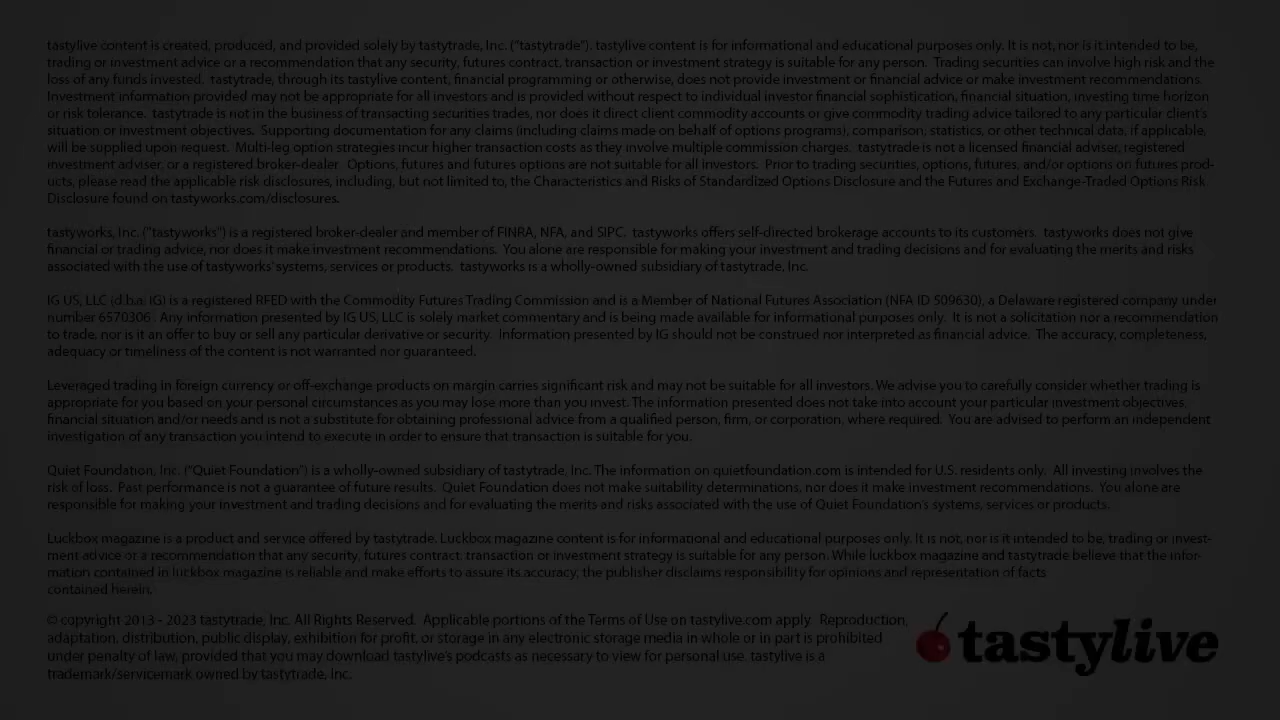 tastylive content is created, produced, and provided solely by tastytrade, Inc. (“tastytrade”). tastylive content is for informational and educational purposes only. It is not, nor is it intended to be,
trading or investment advice or a recommendation that any security, futures contract, transaction or investment strategy is suitable for any person. Trading securities can involve high risk and the
loss of any funds invested. tastytrade, through its tastylive content, financial programming or otherwise, does not provide investment or financial advice or make investment recommendations.
Investment information provided may not be appropriate for all investors and is provided without respect to individual investor financial sophistication, financial situation, investing time horizon
or risk tolerance. tastytrade is not in the business of transacting securities trades, nor does it direct client commodity accounts or give commodity trading advice tailored to any particular client's
situation or investment objectives. Supporting documentation for any claims (including claims made on behalf of options programs), comparison, statistics, or other technical data, if applicable,
will be supplied upon request. Multi-leg option strategies incur higher transaction costs as they involve multiple commission charges. tastytrade is not a licensed financial adviser, registered
investment adviser, or a registered broker-dealer. Options, futures and futures options are not suitable for all investors. Prior to trading securities, options, futures, and/or options on futures prod-
ucts, please read the applicable risk disclosures, including, but not limited to, the Characteristics and Risks of Standardized Options Disclosure and the Futures and Exchange-Traded Options Risk
Disclosure found on tastyworks.com/disclosures.
tastyworks, Inc. ("tastyworks") is a registered broker-dealer and member of FINRA, NFA, and SIPC. tastyworks offers self-directed brokerage accounts to its customers. tastyworks does not give
financial or trading advice, nor does it make investment recommendations. You alone are responsible for making your investment and trading decisions and for evaluating the merits and risks
associated with the use of tastyworks' systems, services or products. tastyworks is a wholly-owned subsidiary of tastytrade, Inc.
IG US, LLC (d.b.a. IG) is a registered RFED with the Commodity Futures Trading Commission and is a Member of National Futures Association (NFA ID 509630), a Delaware registered company under
number 6570306 . Any information presented by IG US, LLC is solely market commentary and is being made available for informational purposes only. It is not a solicitation nor a recommendation
to trade, nor is it an offer to buy or sell any particular derivative or security. Information presented by IG should not be construed nor interpreted as financial advice. The accuracy, completeness,
adequacy or timeliness of the content is not warranted nor guaranteed.
Leveraged trading in foreign currency or off-exchange products on margin carries significant risk and may not be suitable for all investors. We advise you to carefully consider whether trading is
appropriate for you based on your personal circumstances as you may lose more than you invest. The information presented does not take into account your particular investment objectives,
financial situation and/or needs and is not a substitute for obtaining professional advice from a qualified person, firm, or corporation, where required. You are advised to perform an independent
investigation of any transaction you intend to execute in order to ensure that transaction is suitable for you.
Quiet Foundation, Inc. (“Quiet Foundation”) is a wholly-owned subsidiary of tastytrade, Inc. The information on quietfoundation.com is intended for U.S. residents only. All investing involves the
risk of loss. Past performance is not a guarantee of future results. Quiet Foundation does not make suitability determinations, nor does it make investment recommendations. You alone are
responsible for making your investment and trading decisions and for evaluating the merits and risks associated with the use of Quiet Foundation's systems, services or products.
Luckbox magazine is a product and service offered by tastytrade. Luckbox magazine content is for informational and educational purposes only. It is not, nor is it intended to be, trading or invest-
ment advice or a recommendation that any security, futures contract, transaction or investment strategy is suitable for any person. While luckbox magazine and tastytrade believe that the infor-
mation contained in luckbox magazine is reliable and make efforts to assure its accuracy, the publisher disclaims responsibility for opinions and representation of facts
contained herein.
© copyright 2013 - 2023 tastytrade, Inc. All Rights Reserved. Applicable portions of the Terms of Use on tastylive.com apply. Reproduction,
adaptation, distribution, public display, exhibition for profit, or storage in any electronic storage media in whole or in part is prohibited
under penalty of law, provided that you may download tastylive's podcasts as necessary to view for personal use. tastylive is a
trademark/servicemark owned by tastytrade, Inc.
tastylive